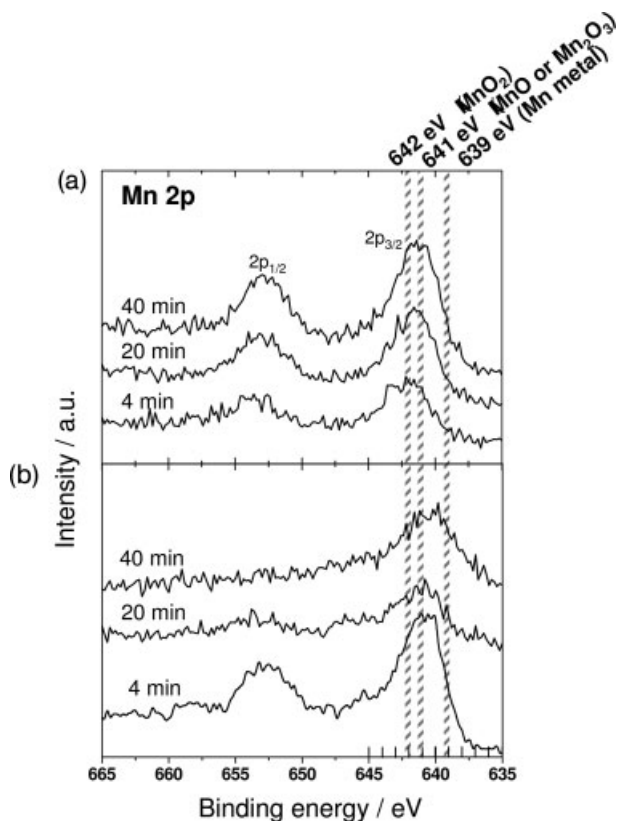 642 eV (MnO₂)
641 eV (MnO or Mn₂O₃)
639 eV (Mn metal)
(a)
Mn 2p
2p₃/₂
2p₁/₂
40 min
20 min
4 min
(b)
Intensity / a.u.
40 min
20 min
4 min
665 660 655 650 645 640 635
Binding energy / eV